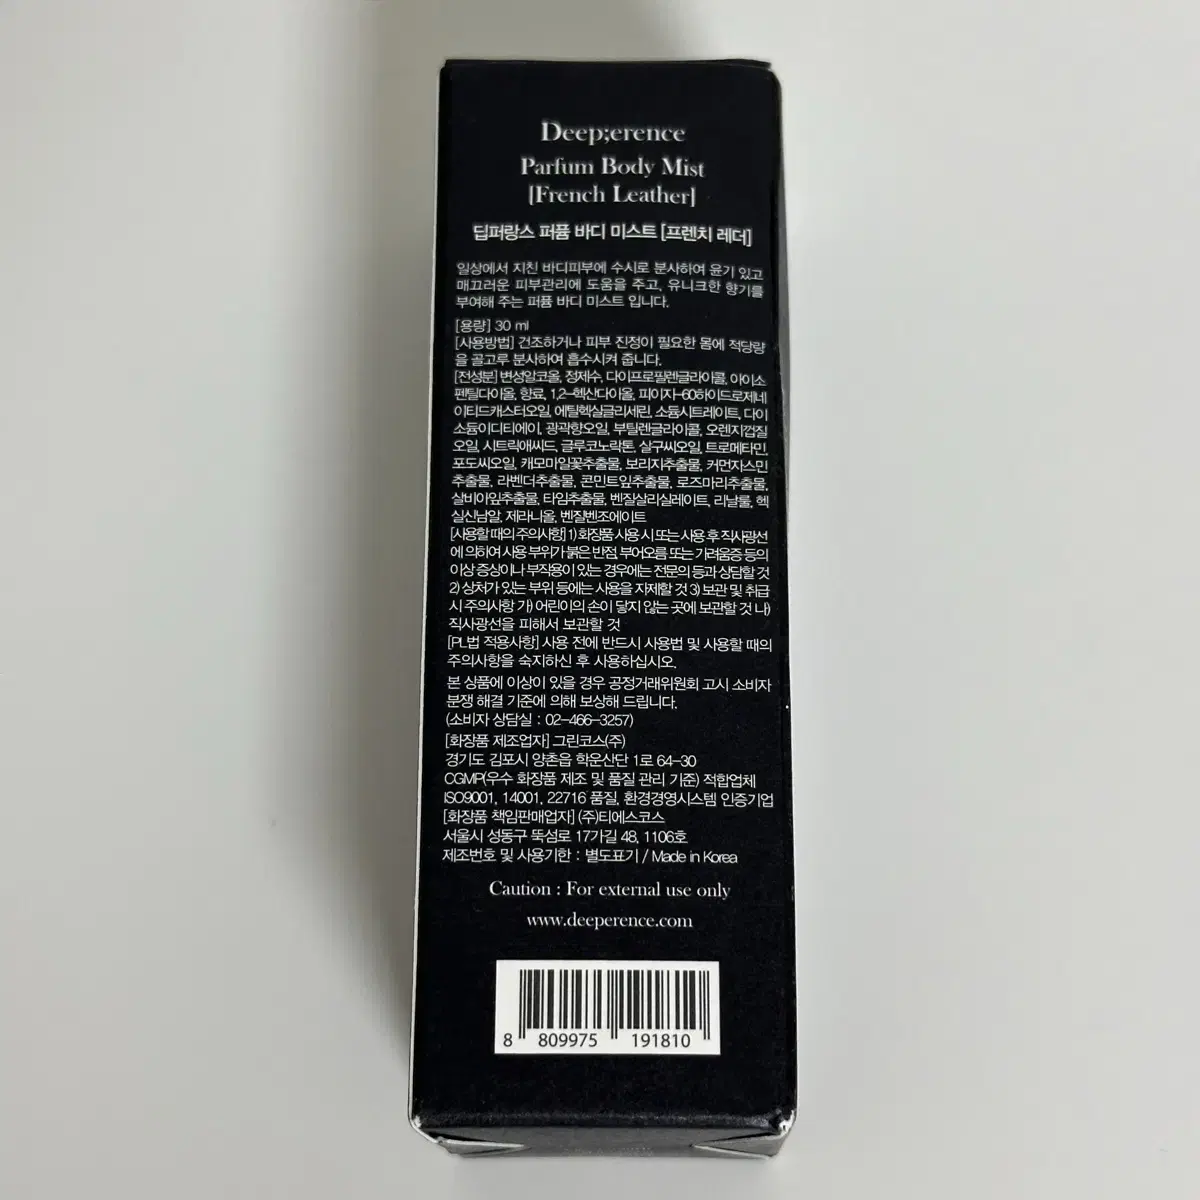 Deep;erence
Parfum Body Mist
[French Leather]
딥퍼랑스 퍼퓸 바디 미스트 [프렌치 레더]
일상에서 지친 바디피부에 수시로 분사하여 윤기 있고
매끄러운 피부관리에 도움을 주고, 유니크한 향기를
부여해 주는 퍼퓸 바디 미스트 입니다.
[용량] 30 ml
[사용방법] 건조하거나 피부 진정이 필요한 몸에 적당량
을 골고루 분사하여 흡수시켜 줍니다.
[전성분] 변성알코올, 정제수, 다이프로필렌글라이콜, 아이소
펜틸다이올, 향료, 1,2-헥산다이올, 피이지-60하이드로제네
이티드캐스터오일, 에틸헥실글리세린, 소듐시트레이트, 다이
소듐이디티에이, 광곽향오일, 부틸렌글라이콜, 오렌지껍질
오일, 시트릭애씨드, 글루코노락톤, 살구씨오일, 트로메타민,
포도씨오일, 캐모마일꽃추출물, 보리지추출물, 커먼자스민
추출물, 라벤더추출물, 콘민트잎추출물, 로즈마리추출물,
살비아잎추출물, 타임추출물, 벤질살리실레이트, 리날룰, 헥
실신남알, 제라니올, 벤질벤조에이트
[사용할 때의 주의사항] 1) 화장품 사용 시 또는 사용 후 직사광선
에 의하여 사용 부위가 붉은 반점, 부어오름 또는 가려움증 등의
이상 증상이나 부작용이 있는 경우에는 전문의 등과 상담할 것
2) 상처가 있는 부위 등에는 사용을 자제할 것 3) 보관 및 취급
시 주의사항 가) 어린이의 손이 닿지 않는 곳에 보관할 것 나)
직사광선을 피해서 보관할 것
[PL법 적용사항] 사용 전에 반드시 사용법 및 사용할 때의
주의사항을 숙지하신 후 사용하십시오.
본 상품에 이상이 있을 경우 공정거래위원회 고시 소비자
분쟁 해결 기준에 의해 보상해 드립니다.
(소비자 상담실 : 02-466-3257)
[화장품 제조업자] 그린코스(주)
경기도 김포시 양촌읍 학운산단 1로 64-30
CGMP(우수 화장품 제조 및 품질 관리 기준) 적합업체
ISO9001, 14001, 22716 품질, 환경경영시스템 인증기업
[화장품 책임판매업자] (주)티에스코스
서울시 성동구 뚝섬로 17가길 48, 1106호
제조번호 및 사용기한 : 별도표기 / Made in Korea
Caution : For external use only
www.deeperence.com
8 809975 191810